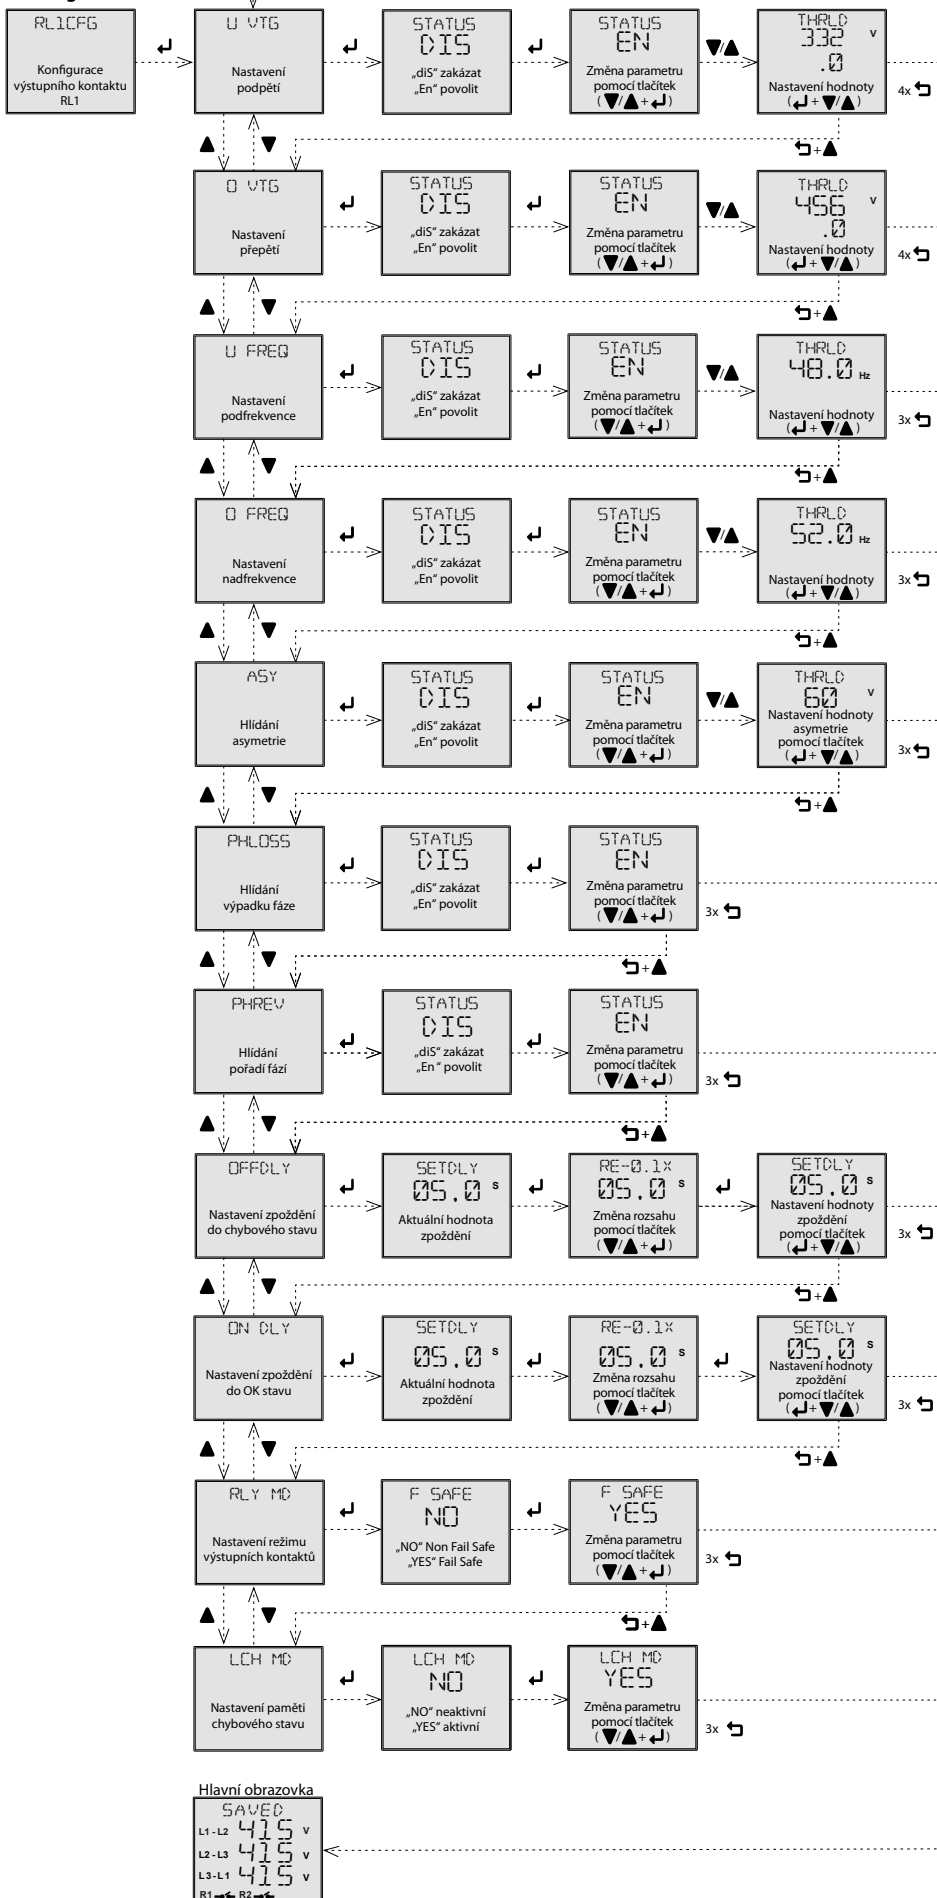 RL1CFG
Konfigurace
výstupního kontaktu
RL1
U VTG
Nastavení
podpětí
STATUS
DIS
„diS“ zakázat
„En“ povolit
STATUS
EN
Změna parametru
pomocí tlačítek
(▼/▲+↵)
▼/▲
THRLD
332 V
.0
Nastavení hodnoty
(↵+▼/▲)
4x
+▲
O VTG
Nastavení
přepětí
STATUS
DIS
„diS“ zakázat
„En“ povolit
STATUS
EN
Změna parametru
pomocí tlačítek
(▼/▲+↵)
▼/▲
THRLD
456 V
.0
Nastavení hodnoty
(↵+▼/▲)
4x
+▲
U FREQ
Nastavení
podfrekvence
STATUS
DIS
„diS“ zakázat
„En“ povolit
STATUS
EN
Změna parametru
pomocí tlačítek
(▼/▲+↵)
▼/▲
THRLD
48.0 Hz
Nastavení hodnoty
(↵+▼/▲)
3x
+▲
O FREQ
Nastavení
nadfrekvence
STATUS
DIS
„diS“ zakázat
„En“ povolit
STATUS
EN
Změna parametru
pomocí tlačítek
(▼/▲+↵)
▼/▲
THRLD
52.0 Hz
Nastavení hodnoty
(↵+▼/▲)
3x
+▲
ASY
Hlídání
asymetrie
STATUS
DIS
„diS“ zakázat
„En“ povolit
STATUS
EN
Změna parametru
pomocí tlačítek
(▼/▲+↵)
▼/▲
THRLD
60 V
Nastavení hodnoty
asymetrie
pomocí tlačítek
(↵+▼/▲)
3x
+▲
PHLOSS
Hlídání
výpadku fáze
STATUS
DIS
„diS“ zakázat
„En“ povolit
STATUS
EN
Změna parametru
pomocí tlačítek
(▼/▲+↵)
3x
+▲
PHREV
Hlídání
pořadí fází
STATUS
DIS
„diS“ zakázat
„En“ povolit
STATUS
EN
Změna parametru
pomocí tlačítek
(▼/▲+↵)
3x
+▲
OFFDLY
Nastavení zpoždění
do chybového stavu
SETDLY
05.0 s
Aktuální hodnota
zpoždění
RE-0.1X
05.0 s
Změna rozsahu
pomocí tlačítek
(▼/▲+↵)
SETDLY
05.0 s
Nastavení hodnoty
zpoždění
pomocí tlačítek
(↵+▼/▲)
3x
+▲
ON DLY
Nastavení zpoždění
do OK stavu
SETDLY
05.0 s
Aktuální hodnota
zpoždění
RE-0.1X
05.0 s
Změna rozsahu
pomocí tlačítek
(▼/▲+↵)
SETDLY
05.0 s
Nastavení hodnoty
zpoždění
pomocí tlačítek
(↵+▼/▲)
3x
+▲
RLY MD
Nastavení režimu
výstupních kontaktů
F SAFE
NO
„NO“ Non Fail Safe
„YES“ Fail Safe
F SAFE
YES
Změna parametru
pomocí tlačítek
(▼/▲+↵)
3x
+▲
LCH MD
Nastavení paměti
chybového stavu
LCH MD
NO
„NO“ neaktivní
„YES“ aktivní
LCH MD
YES
Změna parametru
pomocí tlačítek
(▼/▲+↵)
3x
Hlavní obrazovka
SAVED
L1-L2 415 V
L2-L3 415 V
L3-L1 415 V
R1 R2